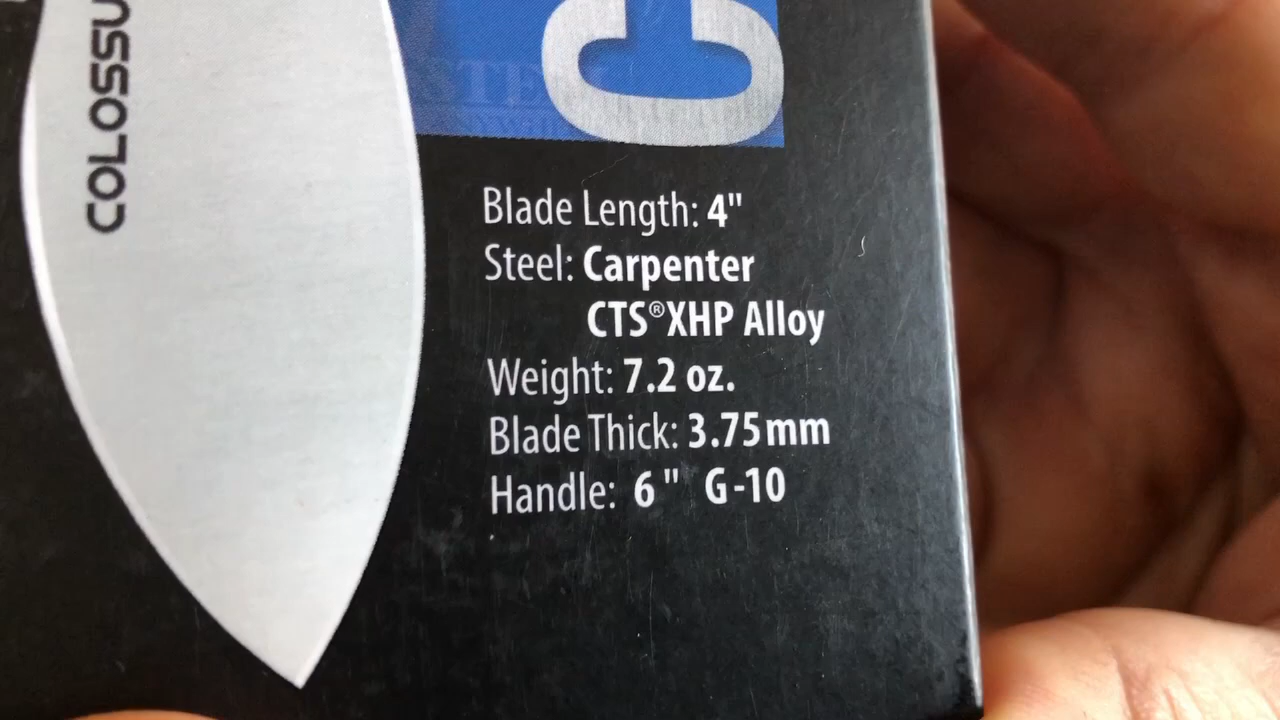 COLOSSU
C
Blade Length: 4"
Steel: Carpenter
CTS®XHP Alloy
Weight: 7.2 oz.
Blade Thick: 3.75mm
Handle: 6 " G-10